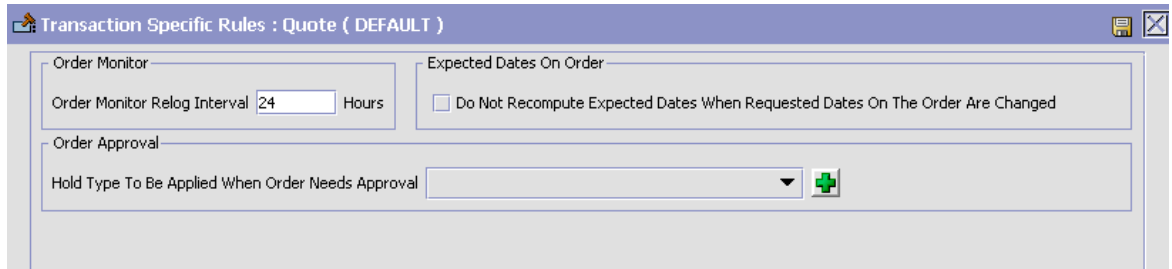 Transaction Specific Rules : Quote ( DEFAULT )
Order Monitor
Order Monitor Relog Interval 24 Hours
Expected Dates On Order
Do Not Recompute Expected Dates When Requested Dates On The Order Are Changed
Order Approval
Hold Type To Be Applied When Order Needs Approval